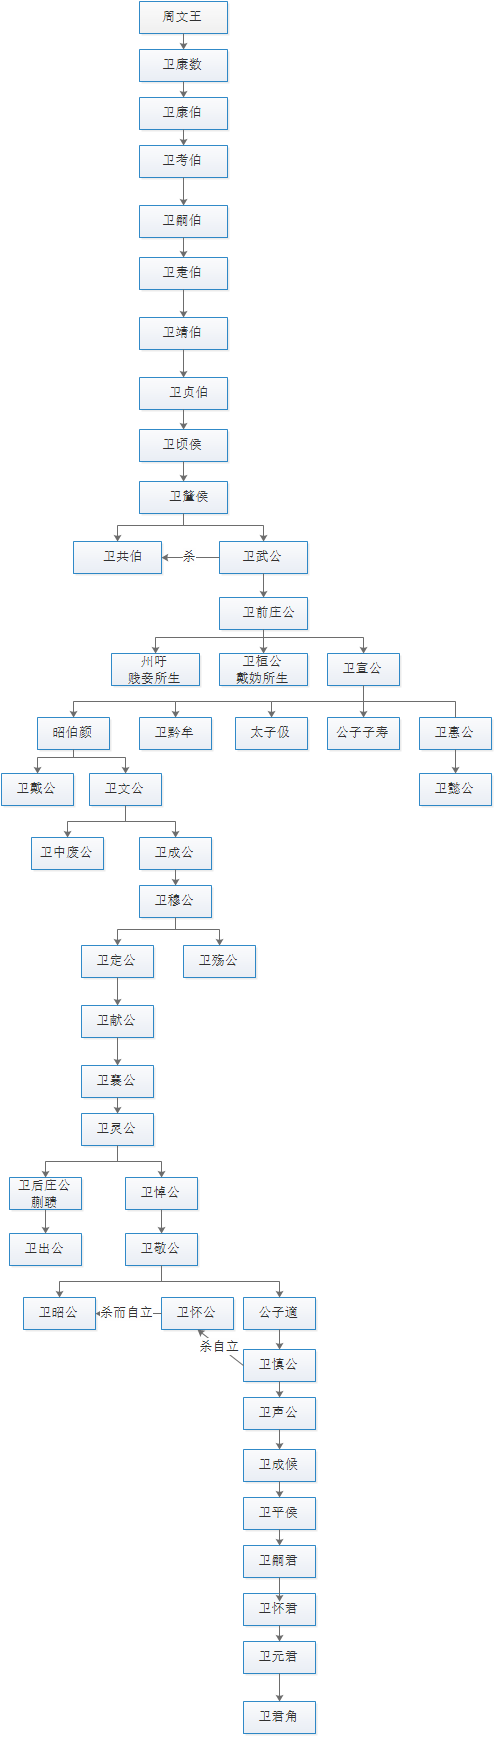 周文王
卫康数
卫康伯
卫考伯
卫嗣伯
卫疌伯
卫靖伯
卫贞伯
卫顷侯
卫釐侯
卫共伯
杀
卫武公
卫前庄公
州吁
贱妾所生
卫桓公
戴妫所生
卫宣公
昭伯颜
卫黔牟
太子伋
公子子寿
卫惠公
卫戴公
卫文公
卫懿公
卫中废公
卫成公
卫穆公
卫定公
卫殇公
卫献公
卫襄公
卫灵公
卫后庄公
蒯聩
卫悼公
卫出公
卫敬公
卫昭公
杀而自立
卫怀公
公子適
杀自立
卫慎公
卫声公
卫成候
卫平侯
卫嗣君
卫怀君
卫元君
卫君角